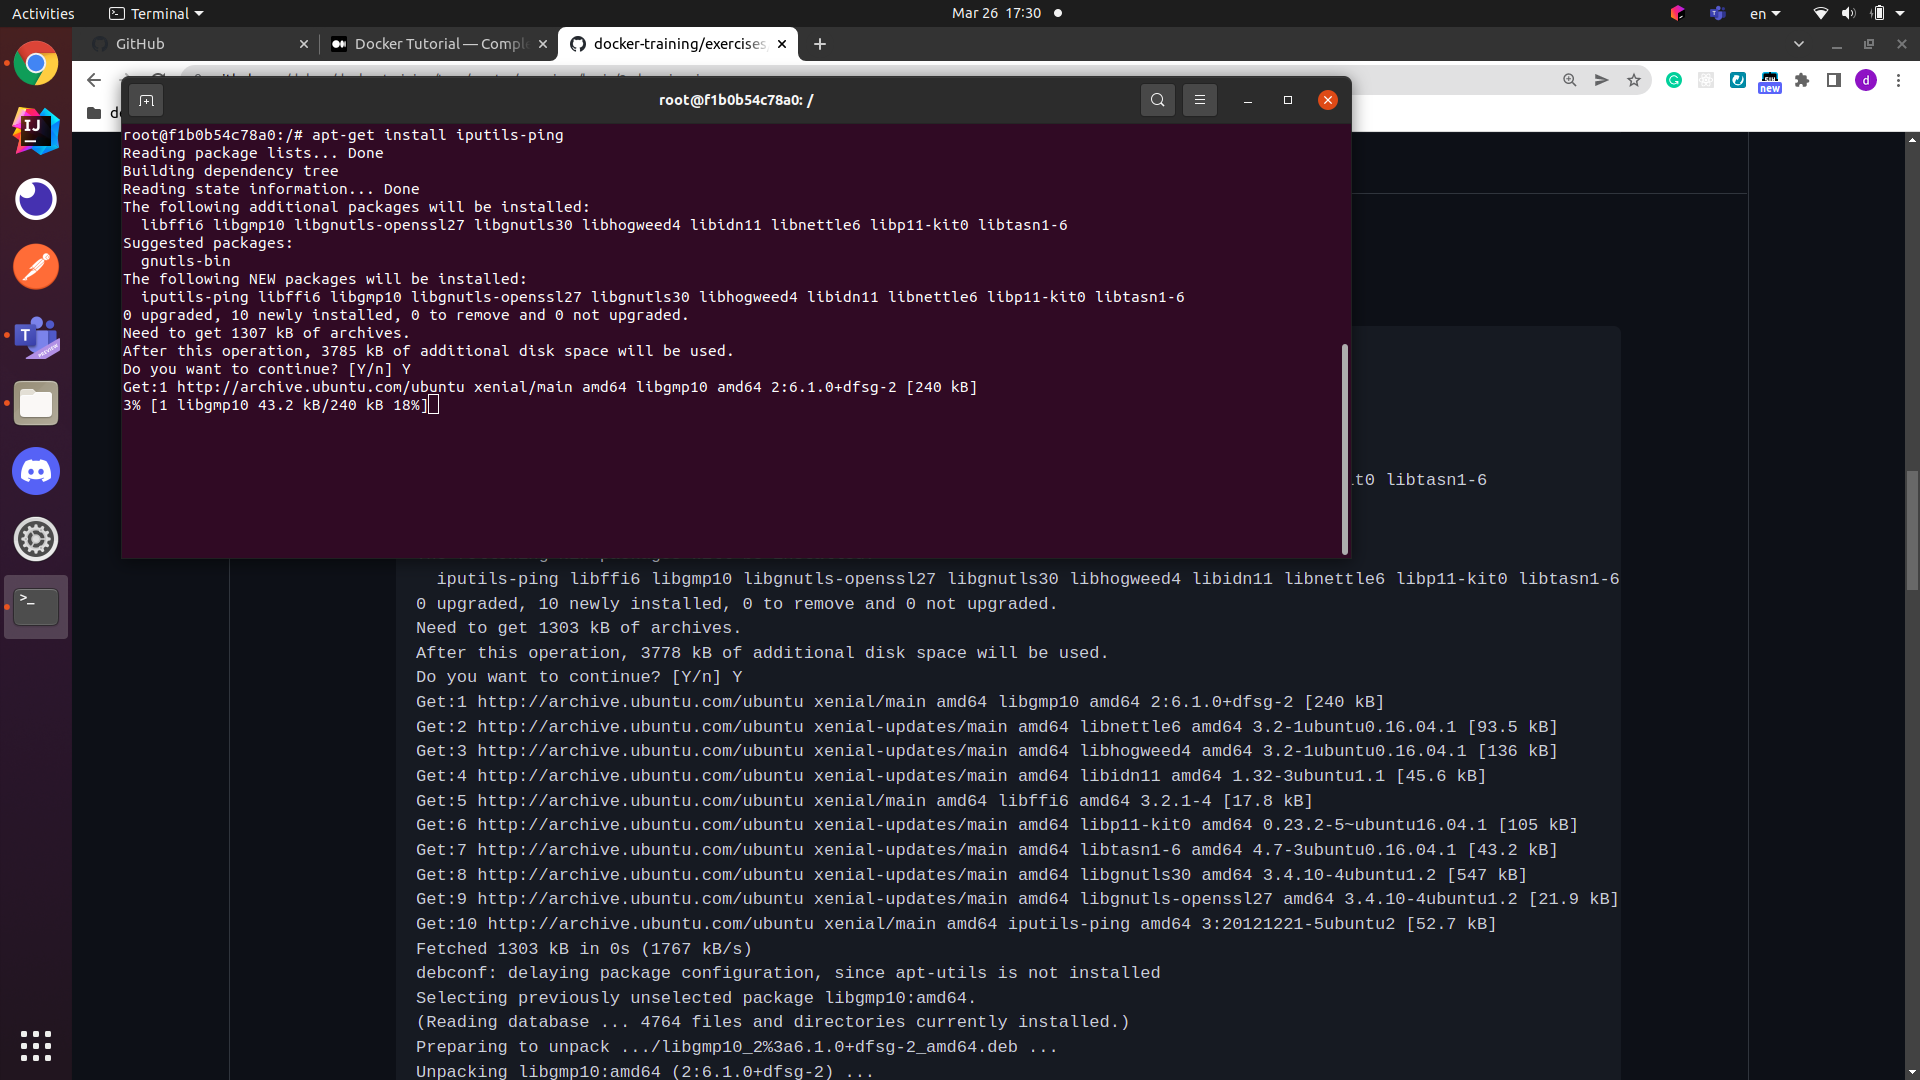 Activities
Terminal
Mar 26 17:30
en
GitHub
Docker Tutorial — Comple
docker-training/exercises
new
d
root@f1b0b54c78a0: /
root@f1b0b54c78a0:/# apt-get install iputils-ping
Reading package lists... Done
Building dependency tree
Reading state information... Done
The following additional packages will be installed:
libffi6 libgmp10 libgnutls-openssl27 libgnutls30 libhogweed4 libidn11 libnettle6 libp11-kit0 libtasn1-6
Suggested packages:
gnutls-bin
The following NEW packages will be installed:
iputils-ping libffi6 libgmp10 libgnutls-openssl27 libgnutls30 libhogweed4 libidn11 libnettle6 libp11-kit0 libtasn1-6
0 upgraded, 10 newly installed, 0 to remove and 0 not upgraded.
Need to get 1307 kB of archives.
After this operation, 3785 kB of additional disk space will be used.
Do you want to continue? [Y/n] Y
Get:1 http://archive.ubuntu.com/ubuntu xenial/main amd64 libgmp10 amd64 2:6.1.0+dfsg-2 [240 kB]
3% [1 libgmp10 43.2 kB/240 kB 18%]
it0 libtasn1-6
iputils-ping libffi6 libgmp10 libgnutls-openssl27 libgnutls30 libhogweed4 libidn11 libnettle6 libp11-kit0 libtasn1-6
0 upgraded, 10 newly installed, 0 to remove and 0 not upgraded.
Need to get 1303 kB of archives.
After this operation, 3778 kB of additional disk space will be used.
Do you want to continue? [Y/n] Y
Get:1 http://archive.ubuntu.com/ubuntu xenial/main amd64 libgmp10 amd64 2:6.1.0+dfsg-2 [240 kB]
Get:2 http://archive.ubuntu.com/ubuntu xenial-updates/main amd64 libnettle6 amd64 3.2-1ubuntu0.16.04.1 [93.5 kB]
Get:3 http://archive.ubuntu.com/ubuntu xenial-updates/main amd64 libhogweed4 amd64 3.2-1ubuntu0.16.04.1 [136 kB]
Get:4 http://archive.ubuntu.com/ubuntu xenial-updates/main amd64 libidn11 amd64 1.32-3ubuntu1.1 [45.6 kB]
Get:5 http://archive.ubuntu.com/ubuntu xenial/main amd64 libffi6 amd64 3.2.1-4 [17.8 kB]
Get:6 http://archive.ubuntu.com/ubuntu xenial-updates/main amd64 libp11-kit0 amd64 0.23.2-5~ubuntu16.04.1 [105 kB]
Get:7 http://archive.ubuntu.com/ubuntu xenial-updates/main amd64 libtasn1-6 amd64 4.7-3ubuntu0.16.04.1 [43.2 kB]
Get:8 http://archive.ubuntu.com/ubuntu xenial-updates/main amd64 libgnutls30 amd64 3.4.10-4ubuntu1.2 [547 kB]
Get:9 http://archive.ubuntu.com/ubuntu xenial-updates/main amd64 libgnutls-openssl27 amd64 3.4.10-4ubuntu1.2 [21.9 kB]
Get:10 http://archive.ubuntu.com/ubuntu xenial/main amd64 iputils-ping amd64 3:20121221-5ubuntu2 [52.7 kB]
Fetched 1303 kB in 0s (1767 kB/s)
debconf: delaying package configuration, since apt-utils is not installed
Selecting previously unselected package libgmp10:amd64.
(Reading database ... 4764 files and directories currently installed.)
Preparing to unpack .../libgmp10_2%3a6.1.0+dfsg-2_amd64.deb ...
Unpacking libgmp10:amd64 (2:6.1.0+dfsg-2) ...